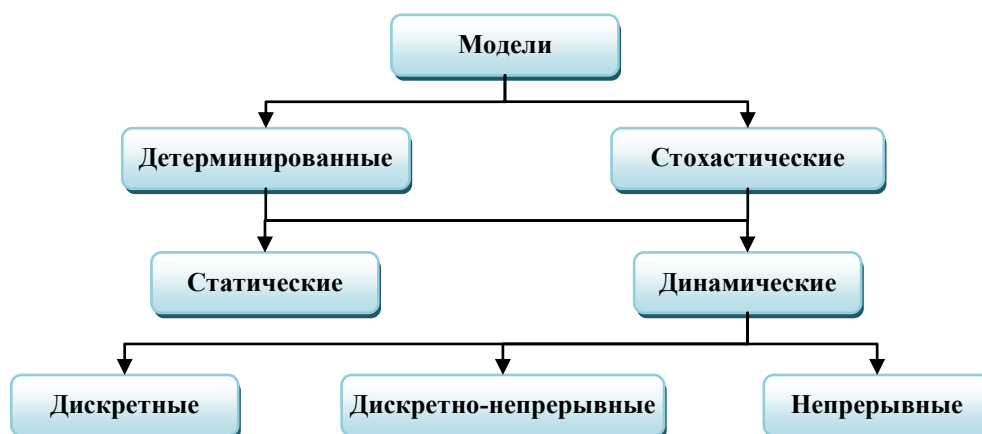 Модели
Детерминированные
Стохастические
Статические
Динамические
Дискретные
Дискретно-непрерывные
Непрерывные